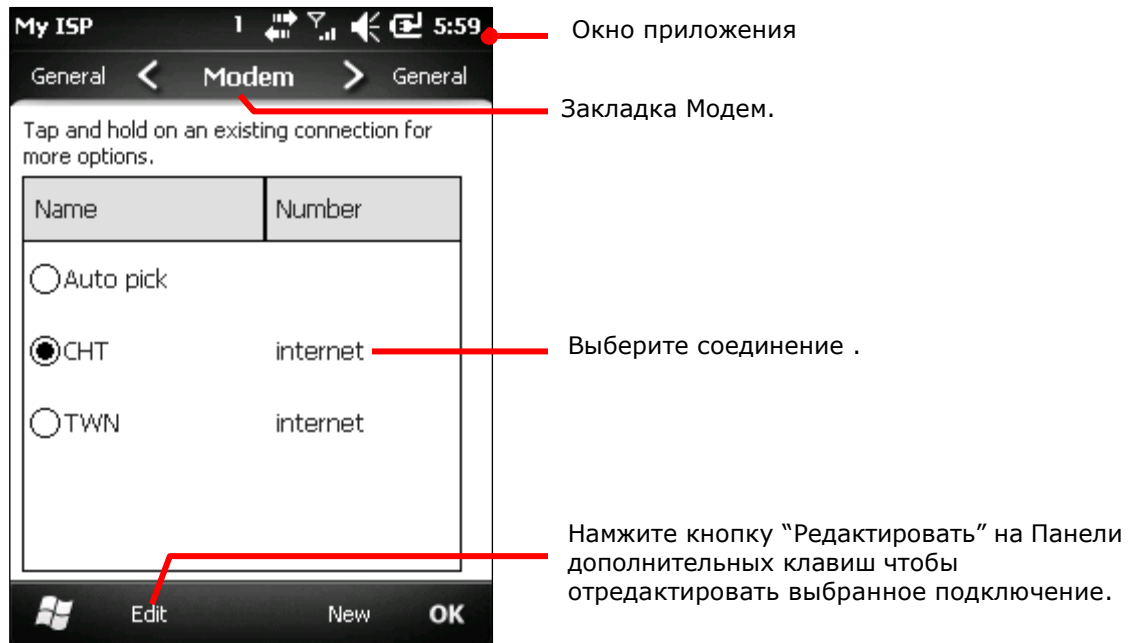 My ISP 1 5:59
Окно приложения
General Modem General
Закладка Модем.
Tap and hold on an existing connection for
more options.
Name Number
Auto pick
CHT internet
Выберите соединение .
TWN internet
Намжите кнопку “Редактировать” на Панели
дополнительных клавиш чтобы
отредактировать выбранное подключение.
Edit New OK